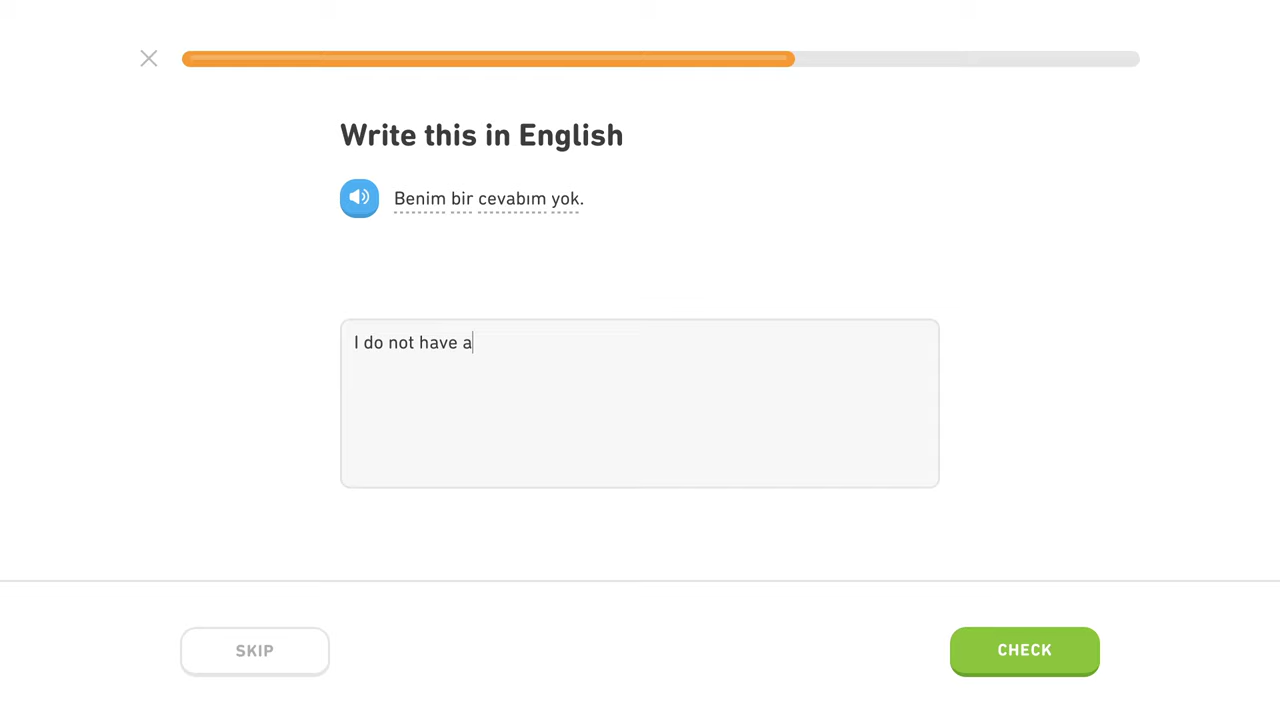 Write this in English
Benim bir cevabım yok.
I do not have a
SKIP
CHECK